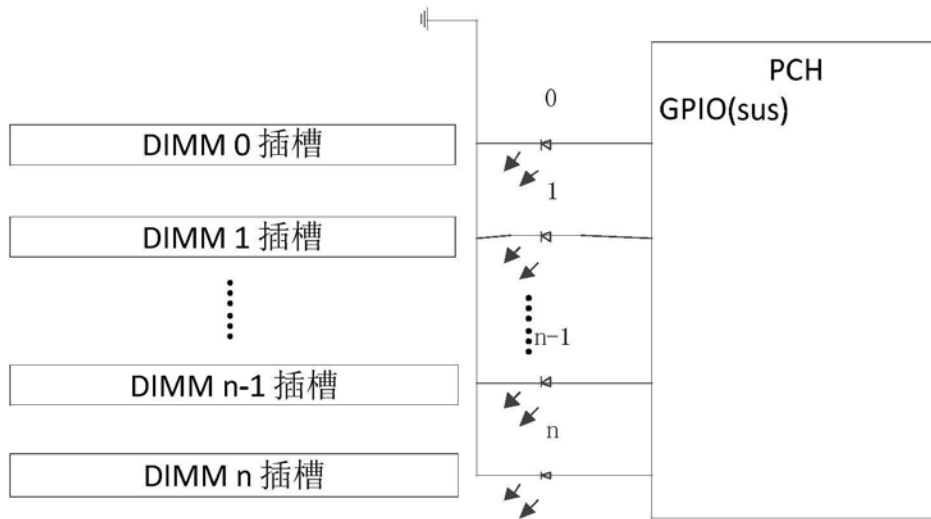 PCH
GPIO(sus)
0
DIMM 0 插槽
1
DIMM 1 插槽
n-1
DIMM n-1 插槽
n
DIMM n 插槽